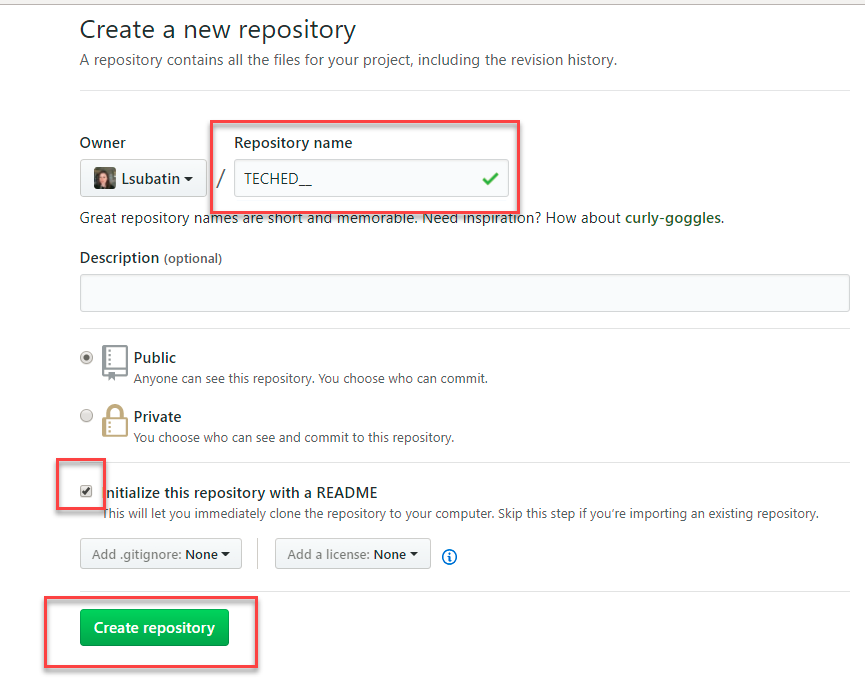 Create a new repository
A repository contains all the files for your project, including the revision history.
Owner
Repository name
Lsubatin / TECHED__
Great repository names are short and memorable. Need inspiration? How about curly-goggles.
Description (optional)
Public
Anyone can see this repository. You choose who can commit.
Private
You choose who can see and commit to this repository.
nitialize this repository with a README
This will let you immediately clone the repository to your computer. Skip this step if you’re importing an existing repository.
Add .gitignore: None
Add a license: None
Create repository